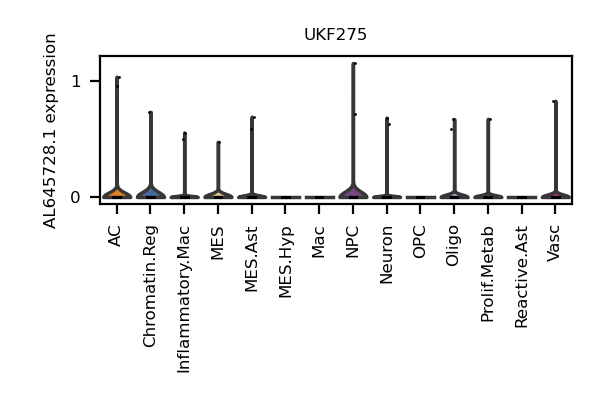 UKF275
AL645728.1 expression
1
0
AC
Chromatin.Reg
Inflammatory.Mac
MES
MES.Ast
MES.Hyp
Mac
NPC
Neuron
OPC
Oligo
Prolif.Metab
Reactive.Ast
Vasc